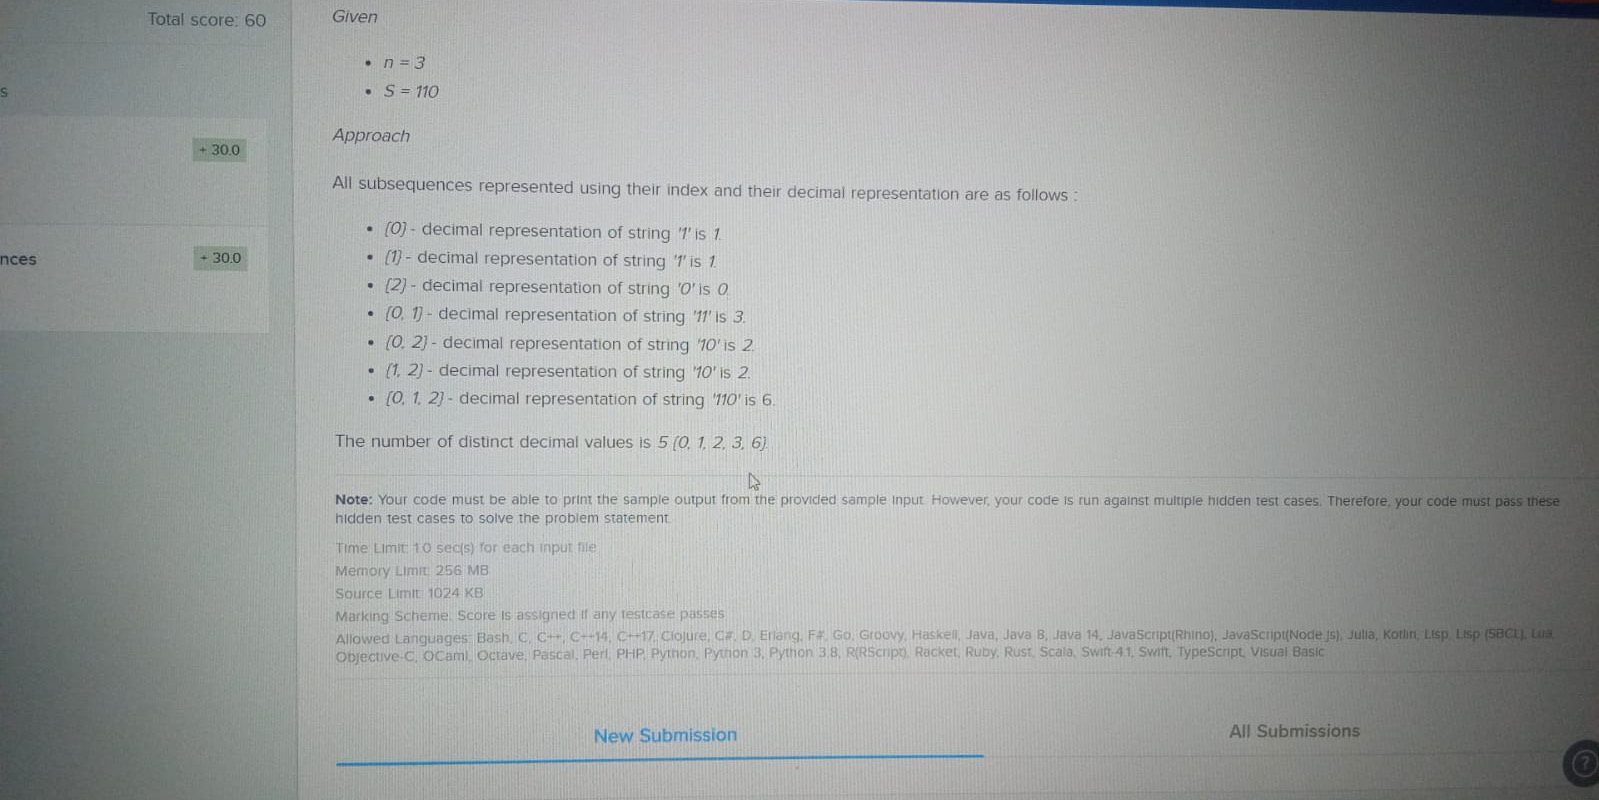 Total score: 60
Given
n = 3
S = 110
s
Approach
+ 30.0
All subsequences represented using their index and their decimal representation are as follows :
{0} - decimal representation of string '1' is 1.
{1} - decimal representation of string '1' is 1.
nces
+ 30.0
{2} - decimal representation of string '0' is 0.
{0, 1} - decimal representation of string '11' is 3.
{0, 2} - decimal representation of string '10' is 2.
{1, 2} - decimal representation of string '10' is 2.
{0, 1, 2} - decimal representation of string '110' is 6.
The number of distinct decimal values is 5 {0, 1, 2, 3, 6}.
Note: Your code must be able to print the sample output from the provided sample input. However, your code is run against multiple hidden test cases. Therefore, your code must pass these
hidden test cases to solve the problem statement.
Time Limit: 1.0 sec(s) for each input file
Memory Limit: 256 MB
Source Limit: 1024 KB
Marking Scheme: Score is assigned if any testcase passes
Allowed Languages: Bash, C, C++, C++14, C++17, Clojure, C#, D, Erlang, F#, Go, Groovy, Haskell, Java, Java 8, Java 14, JavaScript(Rhino), JavaScript(Node.js), Julia, Kotlin, Lisp, Lisp (SBCL), Lua,
Objective-C, OCaml, Octave, Pascal, Perl, PHP, Python, Python 3, Python 3.8, R(RScript), Racket, Ruby, Rust, Scala, Swift-4.1, Swift, TypeScript, Visual Basic
New Submission
All Submissions
?